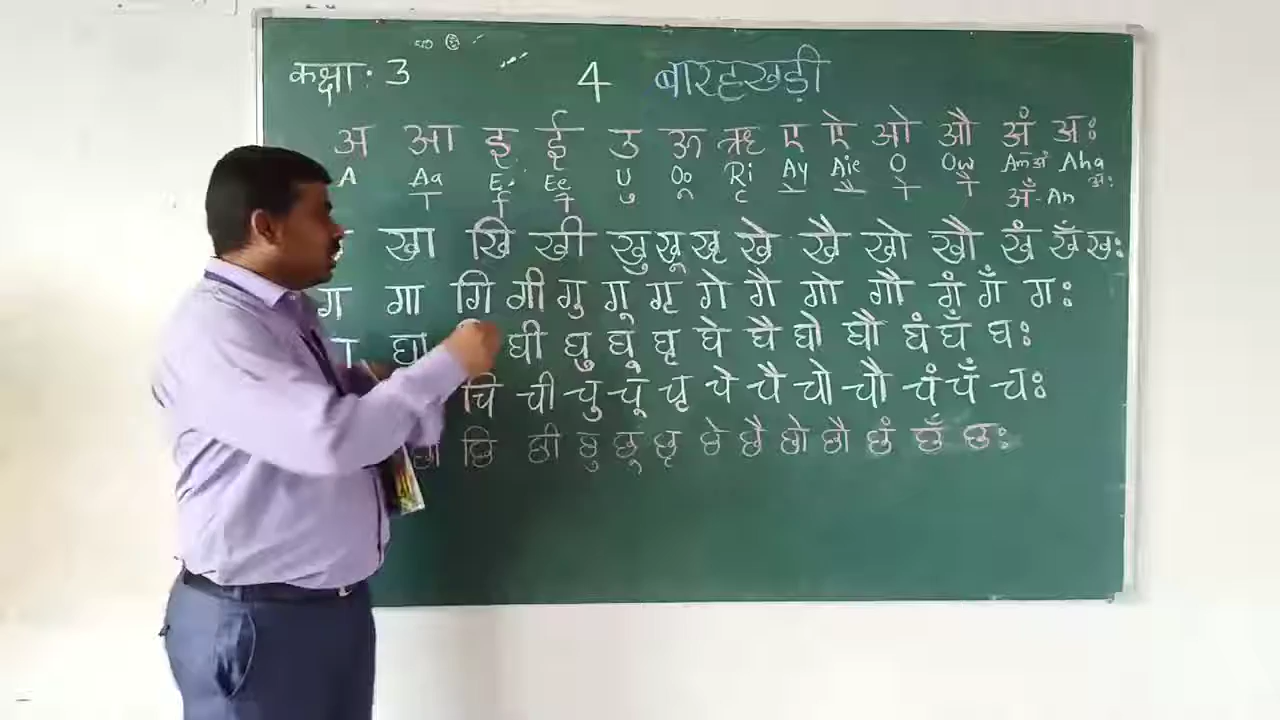 कक्षा: 3 4 बारहखड़ी
अ आ इ ई उ ऊ ऋ ए ऐ ओ औ अं अः
A Aa E Ee U Oo Ri Ay Aie O Ow Am अं Aha अः
अँ - An
खा खि खी खु खू खृ खे खै खो खौ खं खँ खः
ग गा गि गी गु गू गृ गे गै गो गौ गं गँ गः
घा घी घु घू घृ घे घै घो घौ घं घँ घः
चि ची चु चू चृ चे चै चो चौ चं चँ चः
छा छि छी छु छू छृ छे छै छो छौ छं छँ छः